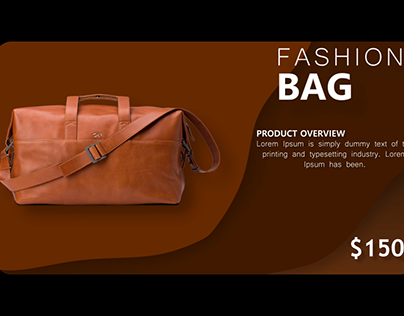 FASHION
BAG
PRODUCT OVERVIEW
Lorem Ipsum is simply dummy text of
printing and typesetting industry. Lorem
Ipsum has been.
$150